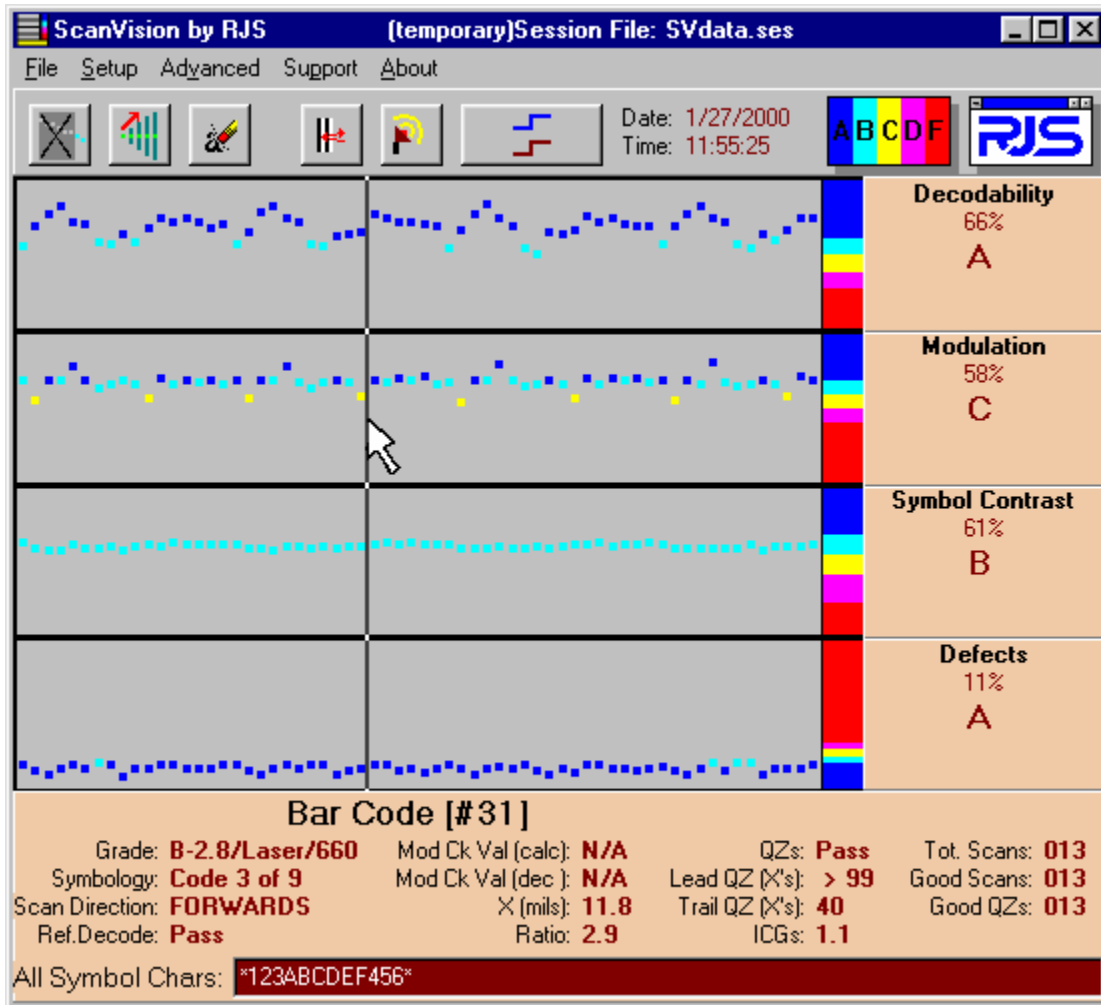 ScanVision by RJS (temporary)Session File: SVdata.ses
File Setup Advanced Support About
Date: 1/27/2000
Time: 11:55:25
A B C D F
RJS
Decodability
66%
A
Modulation
58%
C
Symbol Contrast
61%
B
Defects
11%
A
Bar Code [#31]
Grade: B-2.8/Laser/660 Mod Ck Val (calc): N/A QZs: Pass Tot. Scans: 013
Symbology: Code 3 of 9 Mod Ck Val (dec ): N/A Lead QZ (X's): > 99 Good Scans: 013
Scan Direction: FORWARDS X (mils): 11.8 Trail QZ (X's): 40 Good QZs: 013
Ref.Decode: Pass Ratio: 2.9 ICGs: 1.1
All Symbol Chars: *123ABCDEF456*